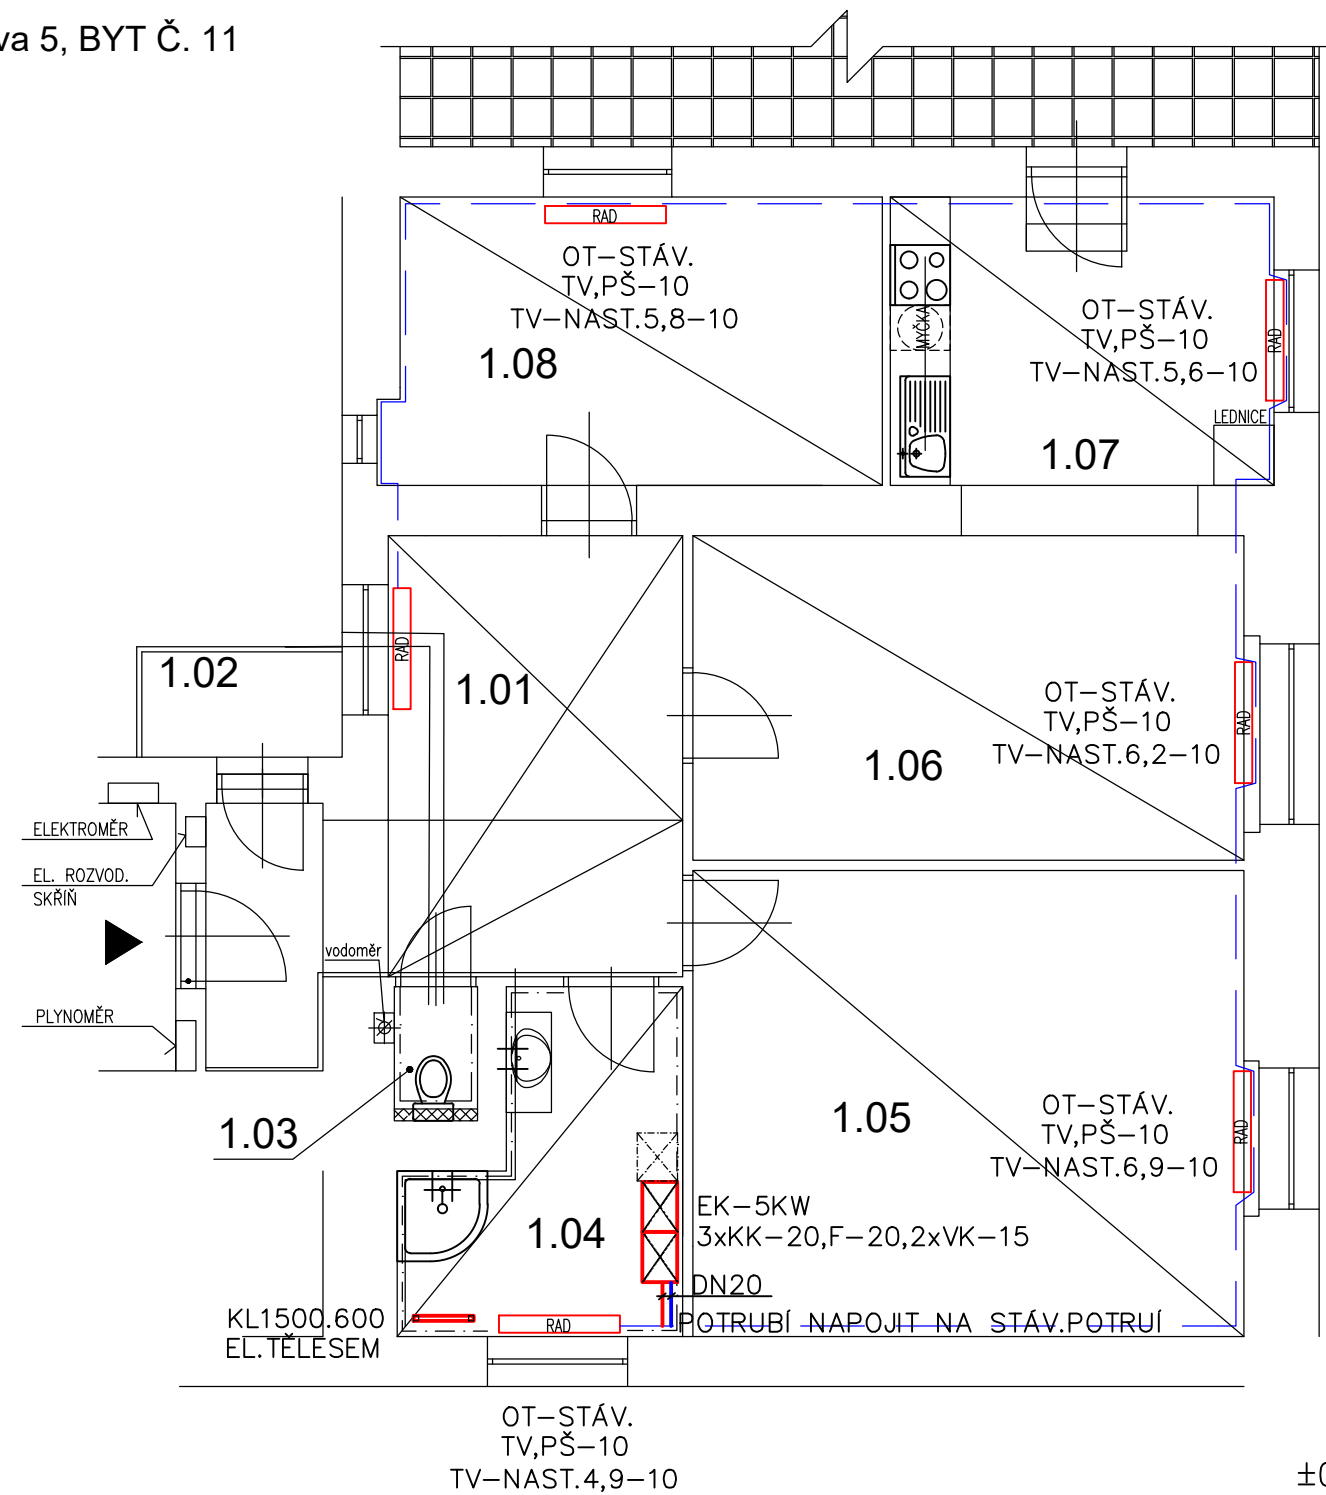 va 5, BYT Č. 11
RAD
OT-STÁV.
TV,PŠ-10
TV-NAST.5,8-10
1.08
MYČKA
OT-STÁV.
TV,PŠ-10
TV-NAST.5,6-10
RAD
LEDNICE
1.07
RAD
1.02
1.01
OT-STÁV.
TV,PŠ-10
TV-NAST.6,2-10
RAD
1.06
ELEKTROMĚR
EL. ROZVOD.
SKŘÍŇ
vodoměr
PLYNOMĚR
1.03
1.05
OT-STÁV.
TV,PŠ-10
TV-NAST.6,9-10
RAD
EK-5KW
3xKK-20,F-20,2xVK-15
1.04
DN20
POTRUBÍ NAPOJIT NA STÁV.POTRUÍ
KL1500.600
EL.TĚLESEM
RAD
OT-STÁV.
TV,PŠ-10
TV-NAST.4,9-10
±0